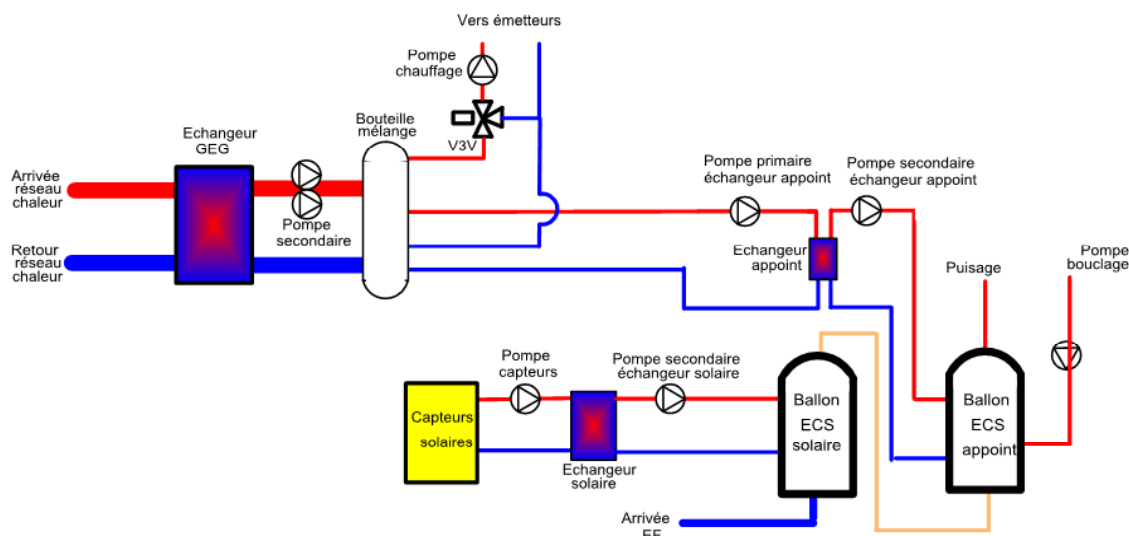 Vers émetteurs
Pompe
chauffage
Bouteille
mélange
V3V
Echangeur
GEG
Arrivée
réseau
chaleur
Pompe
secondaire
Retour
réseau
chaleur
Pompe primaire
échangeur appoint
Pompe secondaire
échangeur appoint
Echangeur
appoint
Puisage
Pompe
bouclage
Pompe
capteurs
Pompe secondaire
échangeur solaire
Capteurs
solaires
Echangeur
solaire
Ballon
ECS
solaire
Ballon
ECS
appoint
Arrivée
EF